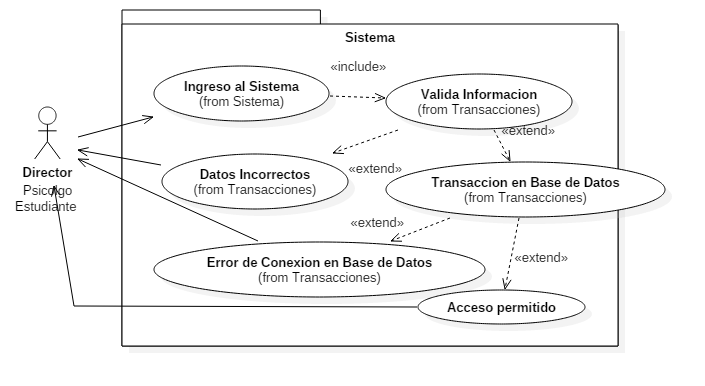 Sistema
Ingreso al Sistema
(from Sistema)
«include»
Valida Informacion
(from Transacciones)
«extend»
Director
Psicolgo
Estudiante
Datos Incorrectos
(from Transacciones)
«extend»
Transaccion en Base de Datos
(from Transacciones)
«extend»
Error de Conexion en Base de Datos
(from Transacciones)
«extend»
Acceso permitido